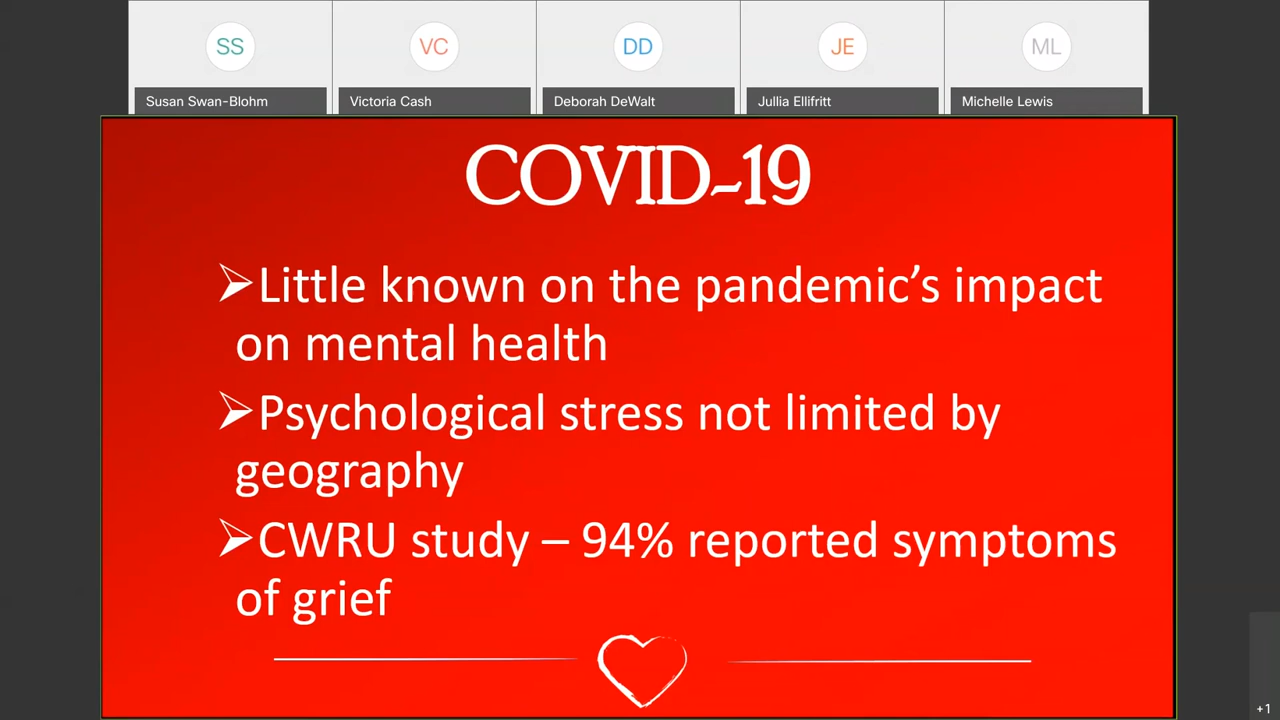 SS VC DD JE ML
Susan Swan-Blohm Victoria Cash Deborah DeWalt Jullia Ellifritt Michelle Lewis
COVID-19
➢Little known on the pandemic’s impact
on mental health
➢Psychological stress not limited by
geography
➢CWRU study – 94% reported symptoms
of grief
+1